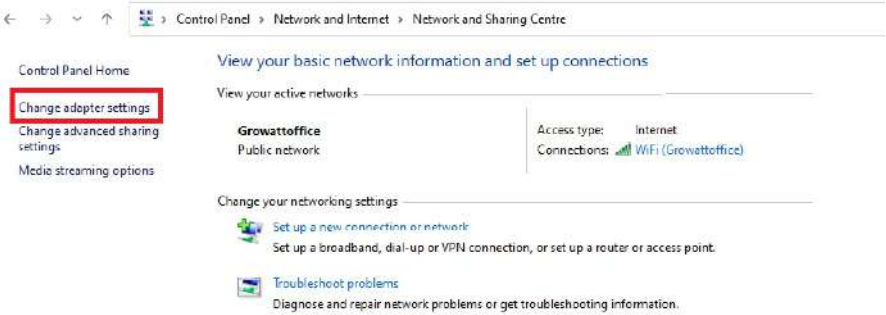 Control Panel > Network and Internet > Network and Sharing Centre
Control Panel Home
Change adapter settings
Change advanced sharing
settings
Media streaming options
View your basic network information and set up connections
View your active networks
Growattoffice
Public network
Access type: Internet
Connections: WiFi (Growattoffice)
Change your networking settings
Set up a new connection or network
Set up a broadband, dial-up or VPN connection, or set up a router or access point.
Troubleshoot problems
Diagnose and repair network problems or get troubleshooting information.